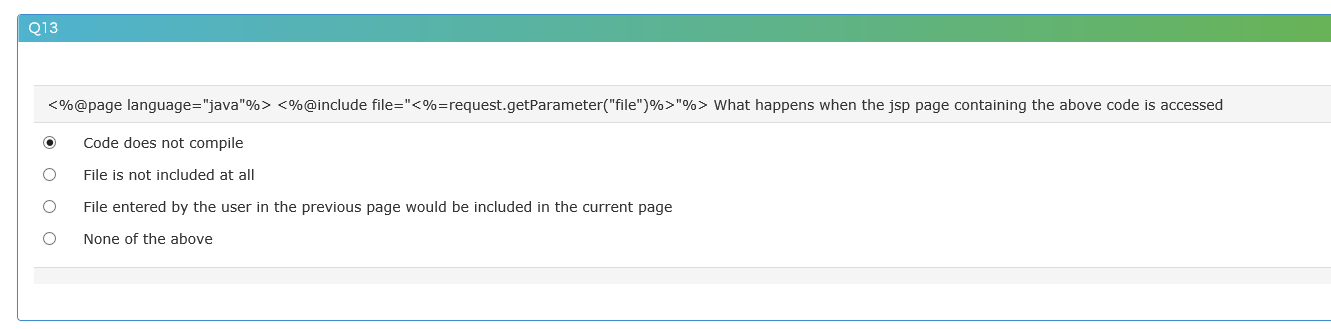 Q13
<%@page language="java"%> <%@include file="<%=request.getParameter("file")%>"%> What happens when the jsp page containing the above code is accessed
Code does not compile
File is not included at all
File entered by the user in the previous page would be included in the current page
None of the above